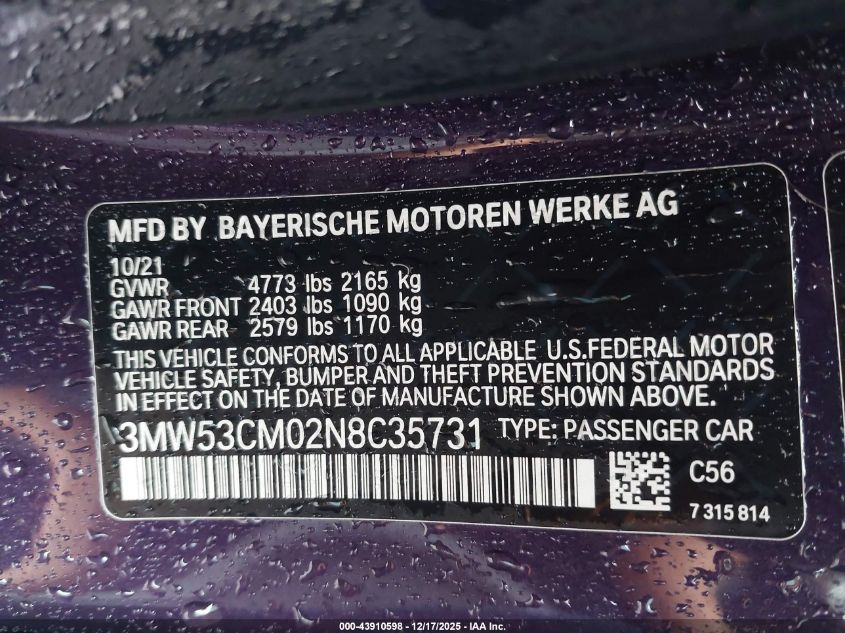 MFD BY BAYERISCHE MOTOREN WERKE AG
10/21
GVWR 4773 lbs 2165 kg
GAWR FRONT 2403 lbs 1090 kg
GAWR REAR 2579 lbs 1170 kg
THIS VEHICLE CONFORMS TO ALL APPLICABLE U.S.FEDERAL MOTOR
VEHICLE SAFETY, BUMPER AND THEFT PREVENTION STANDARDS
IN EFFECT ON THE DATE OF MANUFACTURE SHOWN ABOVE.
3MW53CM02N8C35731 TYPE: PASSENGER CAR
C56
7 315 814
000-43910598 - 12/17/2025 - IAA Inc.